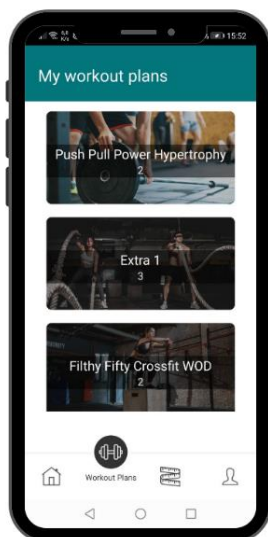 15:52
My workout plans
Push Pull Power Hypertrophy
2
Extra 1
3
Filthy Fifty Crossfit WOD
2
Workout Plans